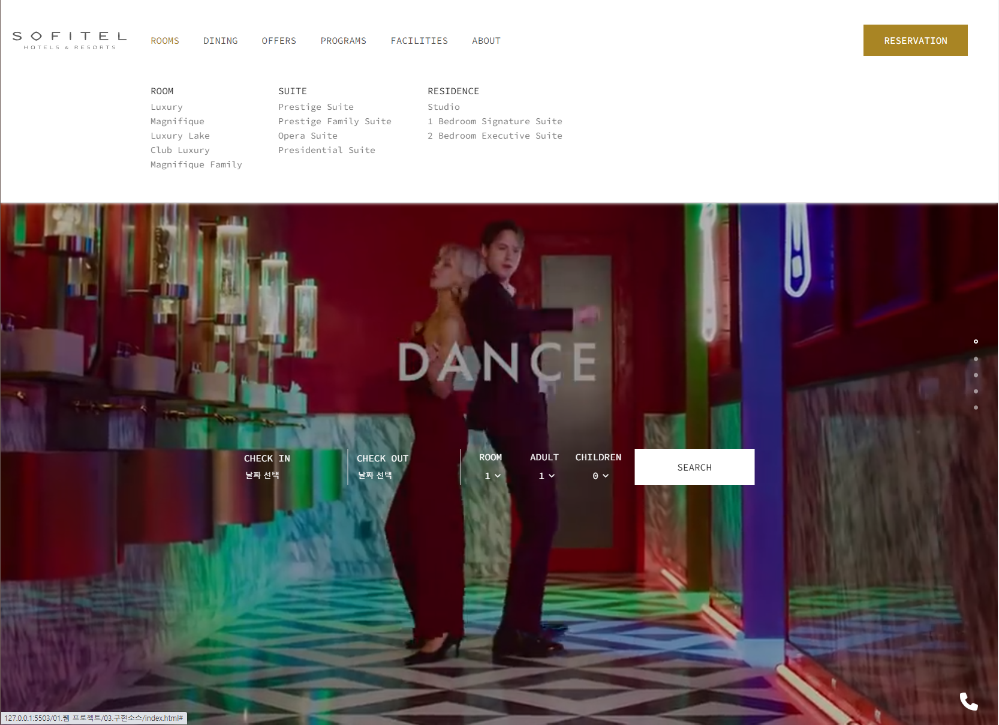 SOFITEL
HOTELS & RESORTS
ROOMS DINING OFFERS PROGRAMS FACILITIES ABOUT
RESERVATION
ROOM
Luxury
Magnifique
Luxury Lake
Club Luxury
Magnifique Family
SUITE
Prestige Suite
Prestige Family Suite
Opera Suite
Presidential Suite
RESIDENCE
Studio
1 Bedroom Signature Suite
2 Bedroom Executive Suite
DANCE
CHECK IN
날짜 선택
CHECK OUT
날짜 선택
ROOM
1
ADULT
1
CHILDREN
0
SEARCH
127.0.0.1:5503/01.웹 프로젝트/03.구현소스/index.html#